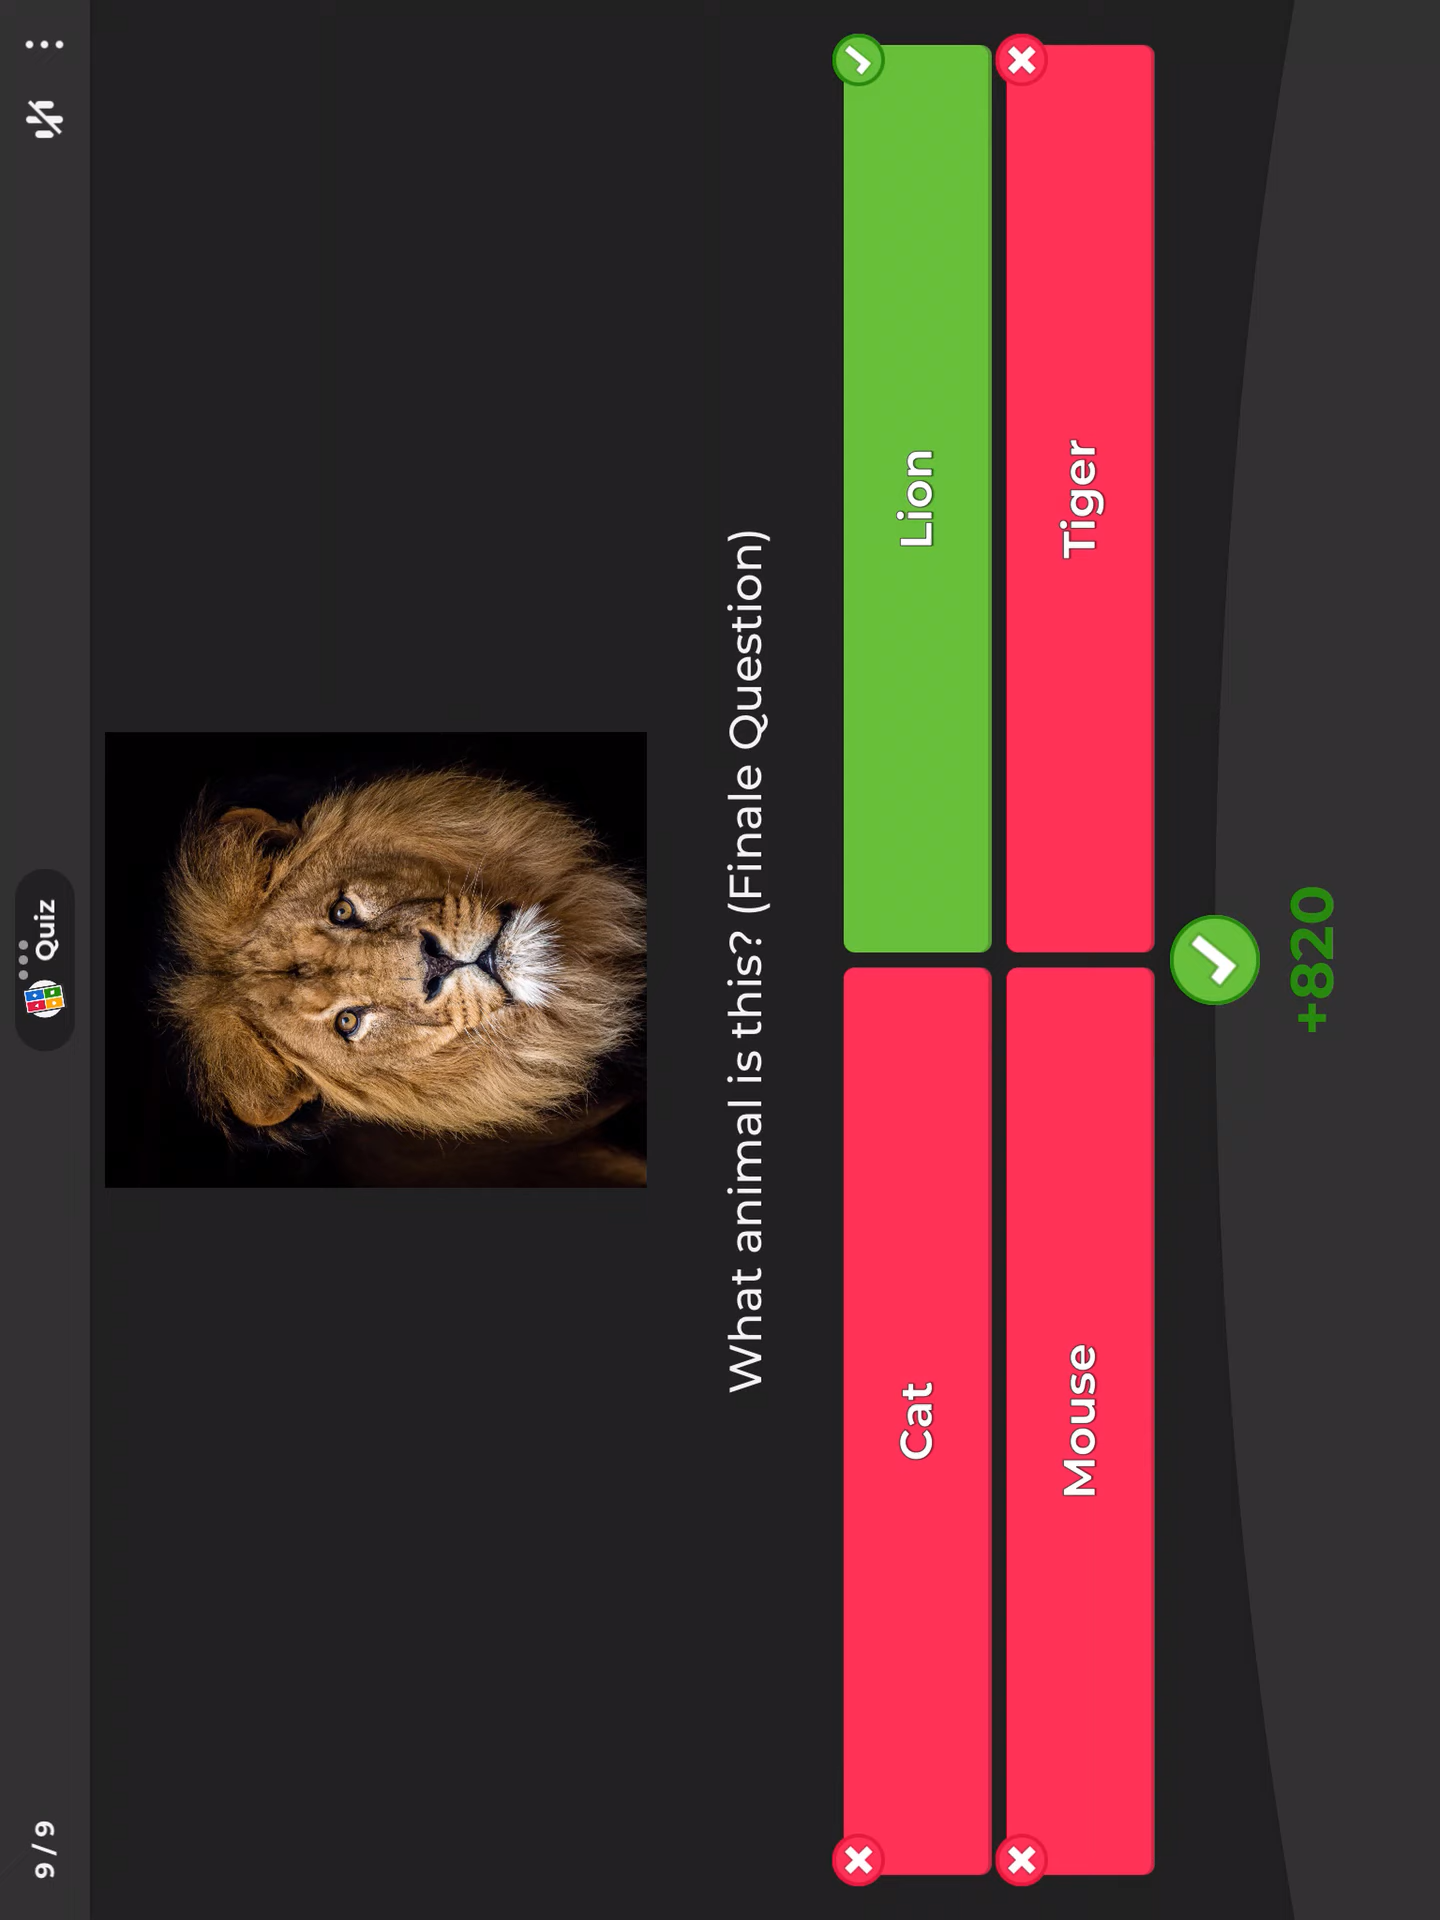 9/9
Quiz
What animal is this? (Finale Question)
Cat
Lion
Mouse
Tiger
+820